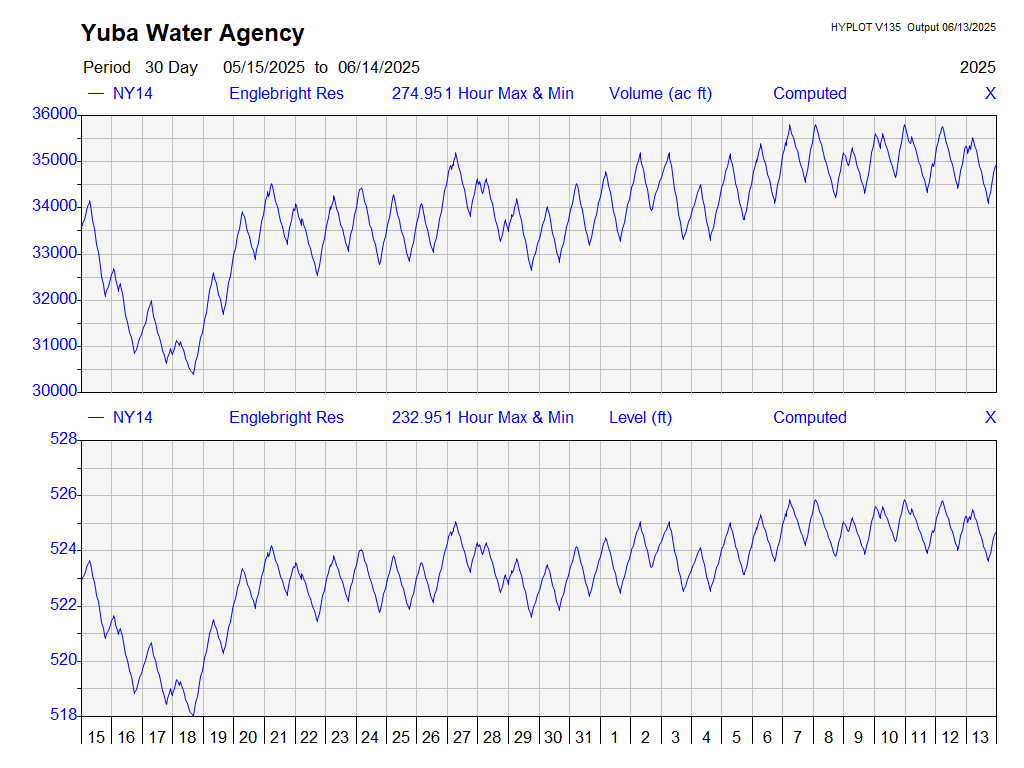 Yuba Water Agency
HYPLOT V135 Output 06/13/2025
Period 30 Day 05/15/2025 to 06/14/2025 2025
— NY14 Englebright Res 274.951 Hour Max & Min Volume (ac ft) Computed X
36000
35000
34000
33000
32000
31000
30000
— NY14 Englebright Res 232.951 Hour Max & Min Level (ft) Computed X
528
526
524
522
520
518
15 16 17 18 19 20 21 22 23 24 25 26 27 28 29 30 31 1 2 3 4 5 6 7 8 9 10 11 12 13